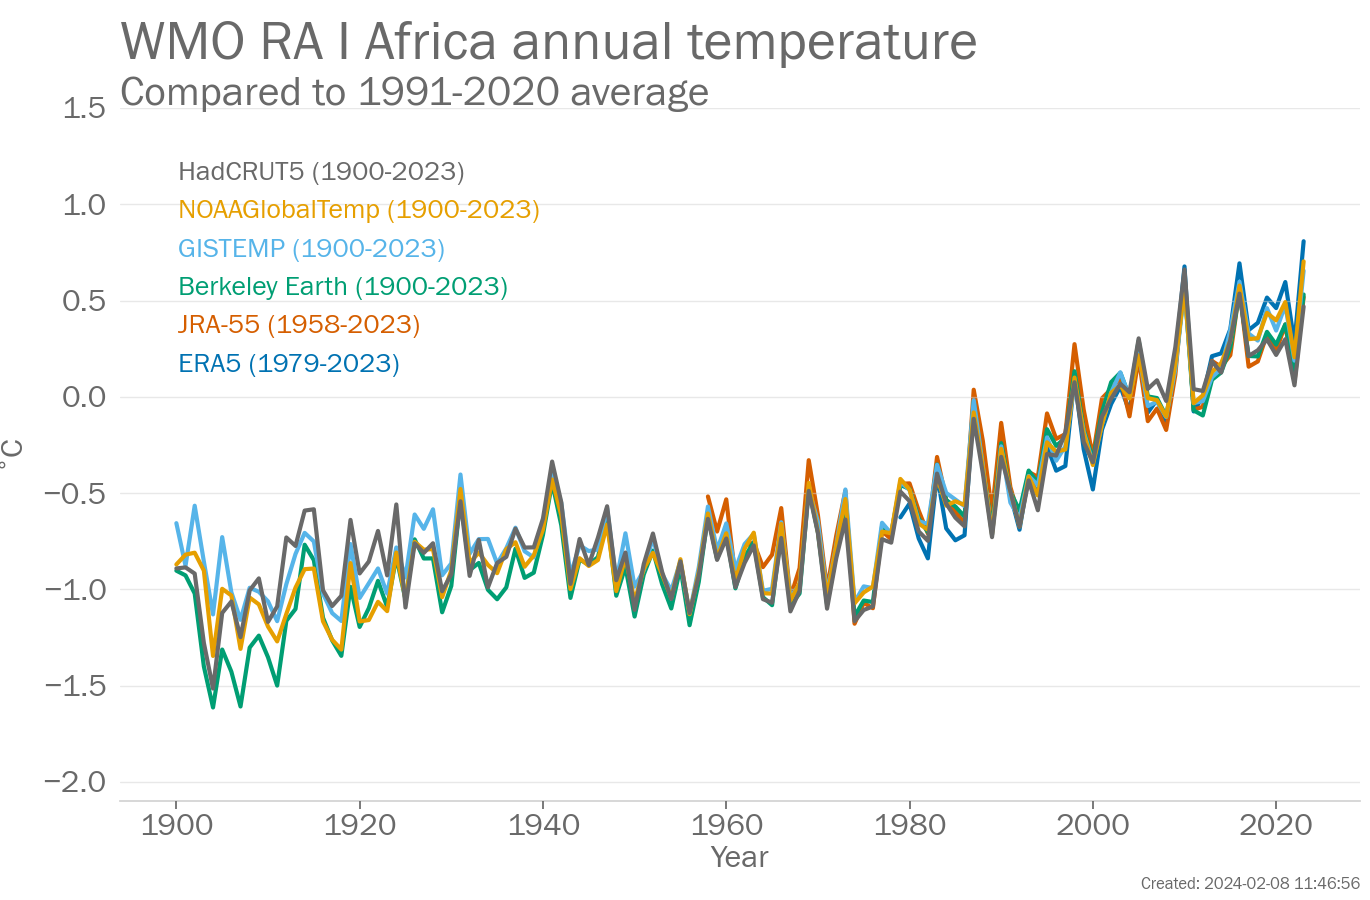 WMO RA I Africa annual temperature
Compared to 1991-2020 average
1.5
HadCRUT5 (1900-2023)
1.0
NOAAGlobalTemp (1900-2023)
GISTEMP (1900-2023)
0.5
Berkeley Earth (1900-2023)
JRA-55 (1958-2023)
ERA5 (1979-2023)
0.0
°C
−0.5
−1.0
−1.5
−2.0
1900 1920 1940 1960 1980 2000 2020
Year
Created: 2024-02-08 11:46:56